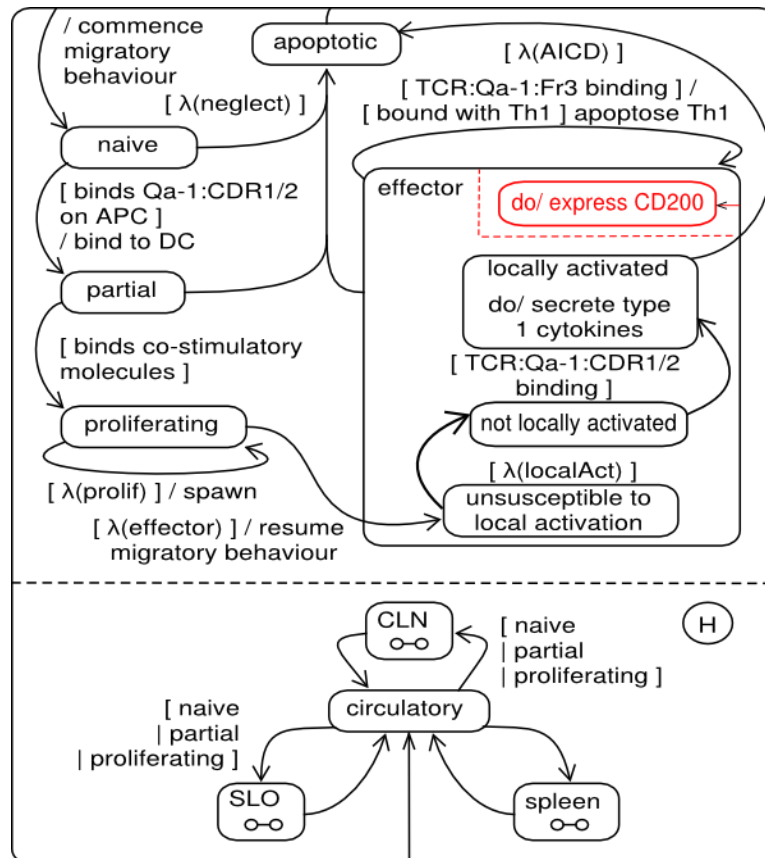 / commence
migratory
behaviour
apoptotic
[ λ(AICD) ]
[ TCR:Qa-1:Fr3 binding ] /
[ bound with Th1 ] apoptose Th1
[ λ(neglect) ]
naive
effector
do/ express CD200
[ binds Qa-1:CDR1/2
on APC ]
/ bind to DC
locally activated
do/ secrete type
1 cytokines
partial
[ binds co-stimulatory
molecules ]
[ TCR:Qa-1:CDR1/2
binding ]
proliferating
not locally activated
[ λ(localAct) ]
[ λ(prolif) ] / spawn
unsusceptible to
local activation
[ λ(effector) ] / resume
migratory behaviour
CLN
H
[ naive
| partial
| proliferating ]
circulatory
[ naive
| partial
| proliferating ]
SLO
spleen